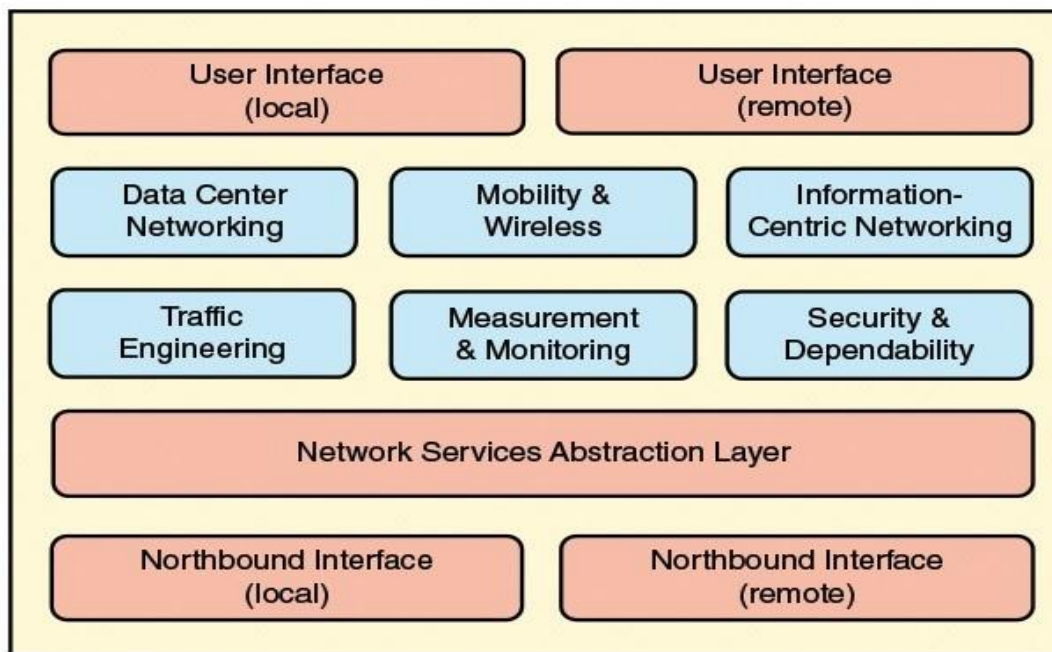 User Interface
(local)
User Interface
(remote)
Data Center
Networking
Mobility &
Wireless
Information-
Centric Networking
Traffic
Engineering
Measurement
& Monitoring
Security &
Dependability
Network Services Abstraction Layer
Northbound Interface
(local)
Northbound Interface
(remote)